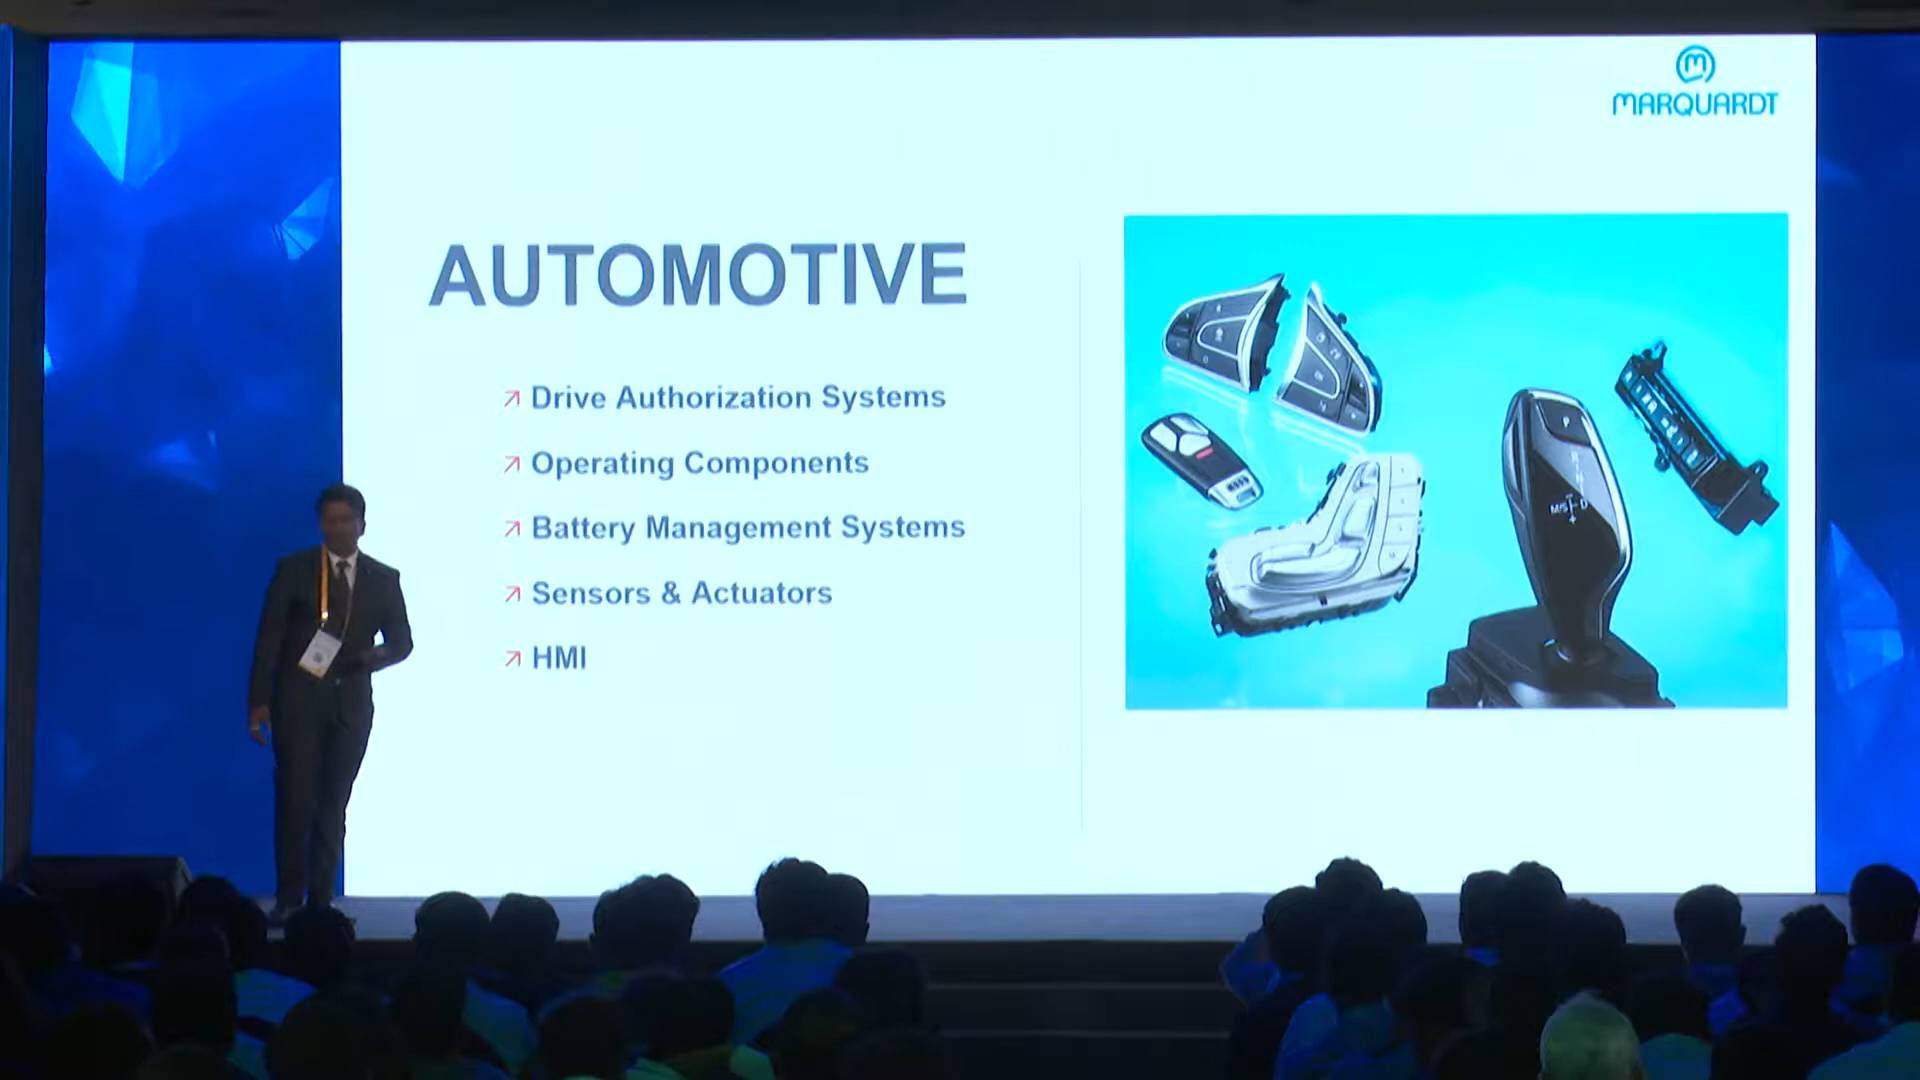 MARQUARDT
AUTOMOTIVE
Drive Authorization Systems
Operating Components
Battery Management Systems
Sensors & Actuators
HMI
P
M/S D